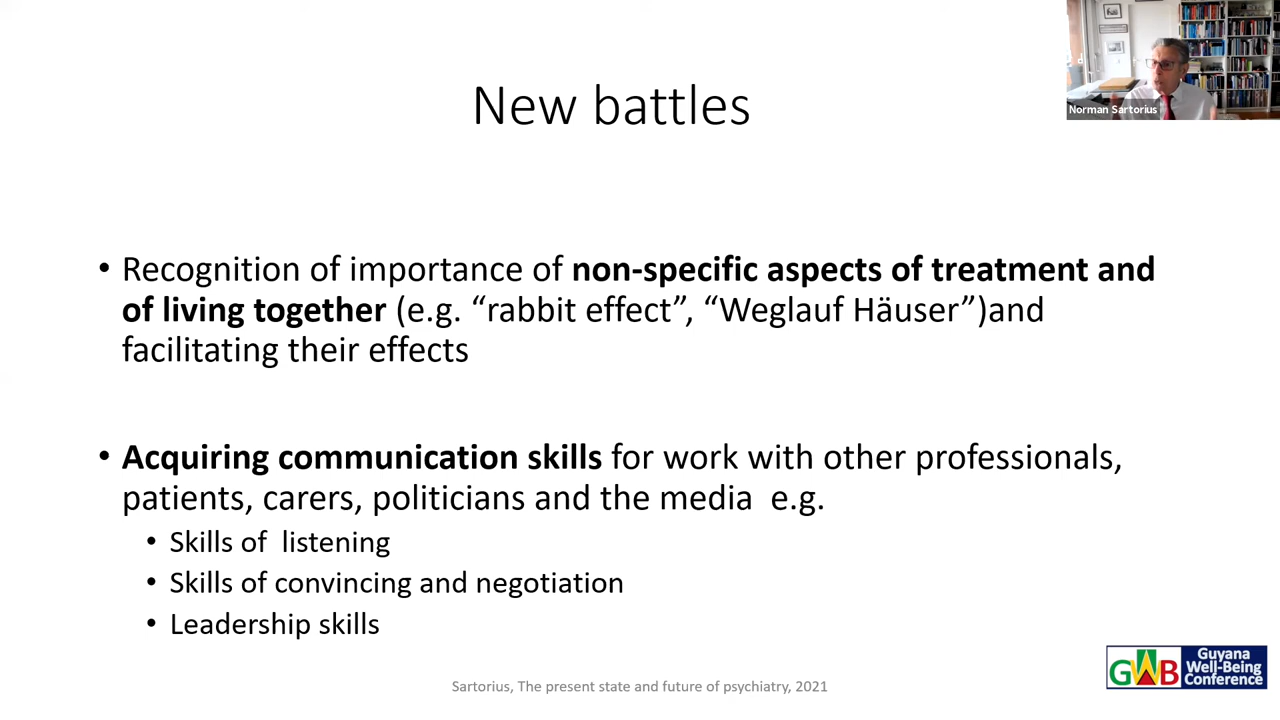 New battles
Norman Sartorius
• Recognition of importance of non-specific aspects of treatment and
of living together (e.g. “rabbit effect”, “Weglauf Häuser”)and
facilitating their effects
• Acquiring communication skills for work with other professionals,
patients, carers, politicians and the media  e.g.
• Skills of  listening
• Skills of convincing and negotiation
• Leadership skills
GWB
Guyana
Well-Being
Conference
Sartorius, The present state and future of psychiatry, 2021